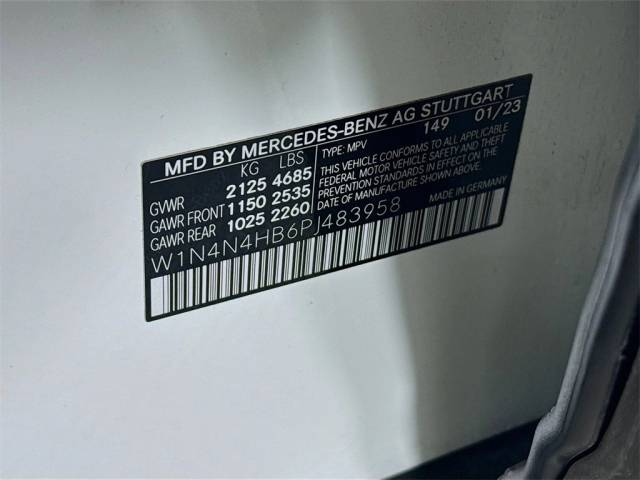 MFD BY MERCEDES-BENZ AG STUTTGART
KG LBS TYPE: MPV 149 01/23
GVWR 2125 4685
GAWR FRONT 1150 2535
GAWR REAR 1025 2260
THIS VEHICLE CONFORMS TO ALL APPLICABLE
FEDERAL MOTOR VEHICLE SAFETY AND THEFT
PREVENTION STANDARDS IN EFFECT ON THE
DATE OF MANUFACTURE SHOWN ABOVE.
W1N4N4HB6PJ483958 MADE IN GERMANY